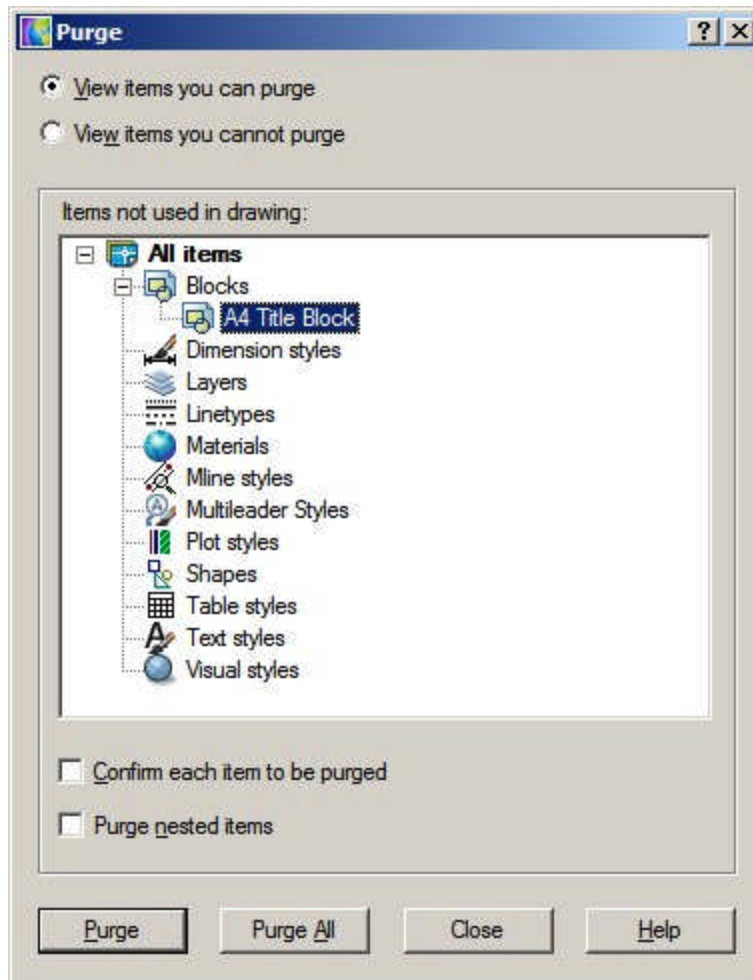 Purge
View items you can purge
View items you cannot purge
Items not used in drawing:
All items
Blocks
A4 Title Block
Dimension styles
Layers
Linetypes
Materials
Mline styles
Multileader Styles
Plot styles
Shapes
Table styles
Text styles
Visual styles
Confirm each item to be purged
Purge nested items
Purge Purge All Close Help